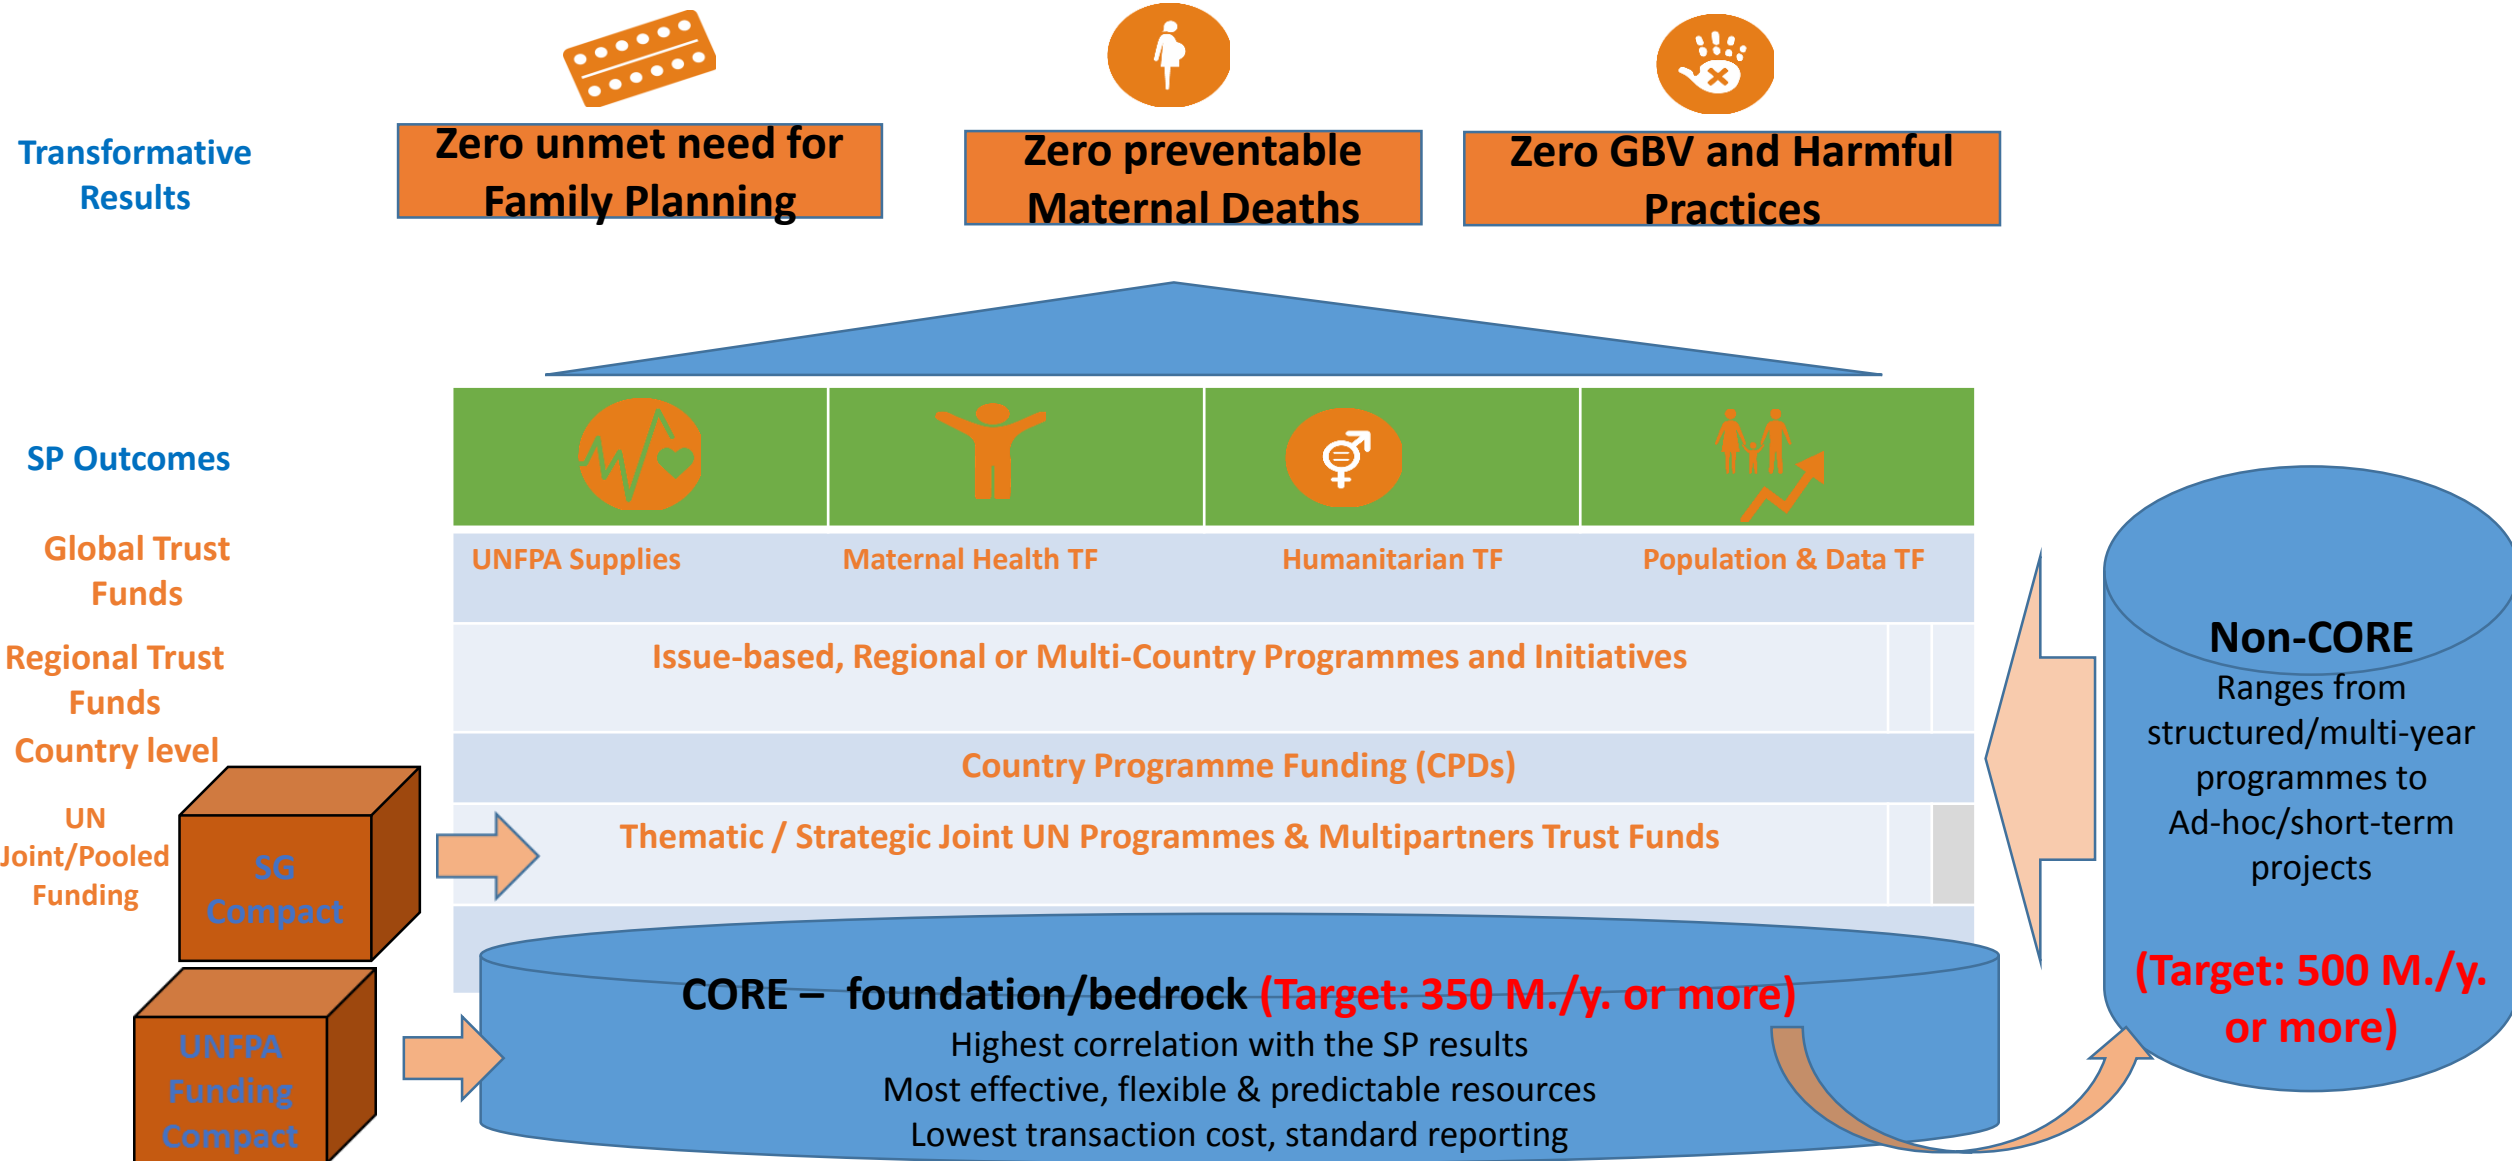 Transformative
Results
Zero unmet need for
Family Planning
Zero preventable
Maternal Deaths
Zero GBV and Harmful
Practices
SP Outcomes
Global Trust
Funds
UNFPA Supplies
Maternal Health TF
Humanitarian TF
Population & Data TF
Regional Trust
Funds
Issue-based, Regional or Multi-Country Programmes and Initiatives
Country level
Country Programme Funding (CPDs)
UN
Joint/Pooled
Funding
SG
Compact
Thematic / Strategic Joint UN Programmes & Multipartners Trust Funds
Non-CORE
Ranges from
structured/multi-year
programmes to
Ad-hoc/short-term
projects
(Target: 500 M./y.
or more)
UNFPA
Funding
Compact
CORE – foundation/bedrock (Target: 350 M./y. or more)
Highest correlation with the SP results
Most effective, flexible & predictable resources
Lowest transaction cost, standard reporting